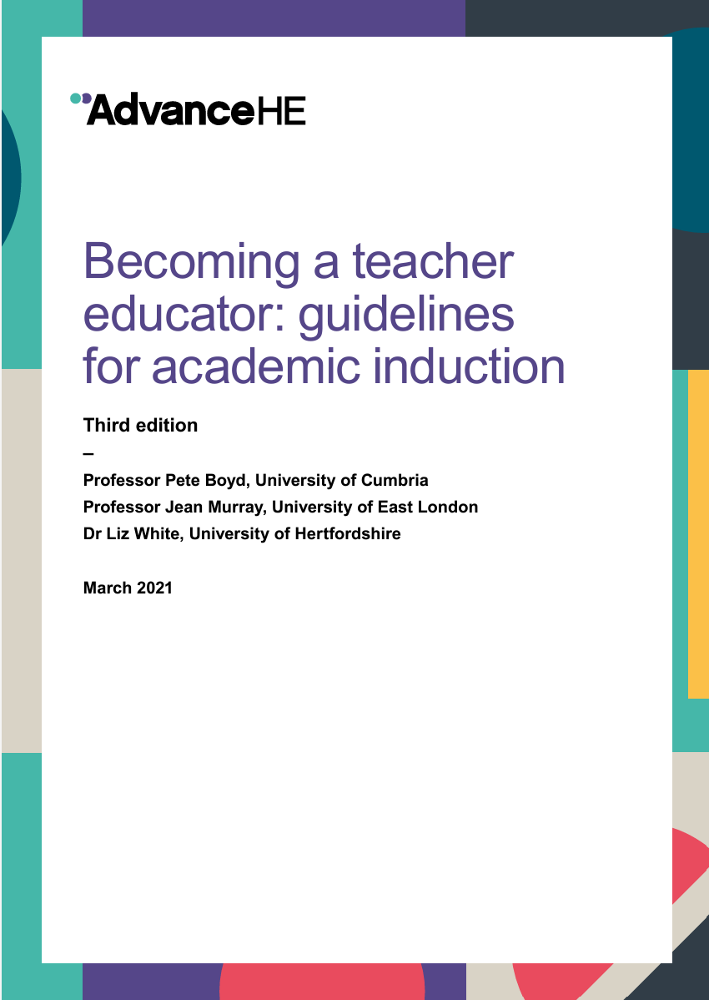 AdvanceHE
Becoming a teacher
educator: guidelines
for academic induction
Third edition
–
Professor Pete Boyd, University of Cumbria
Professor Jean Murray, University of East London
Dr Liz White, University of Hertfordshire
March 2021